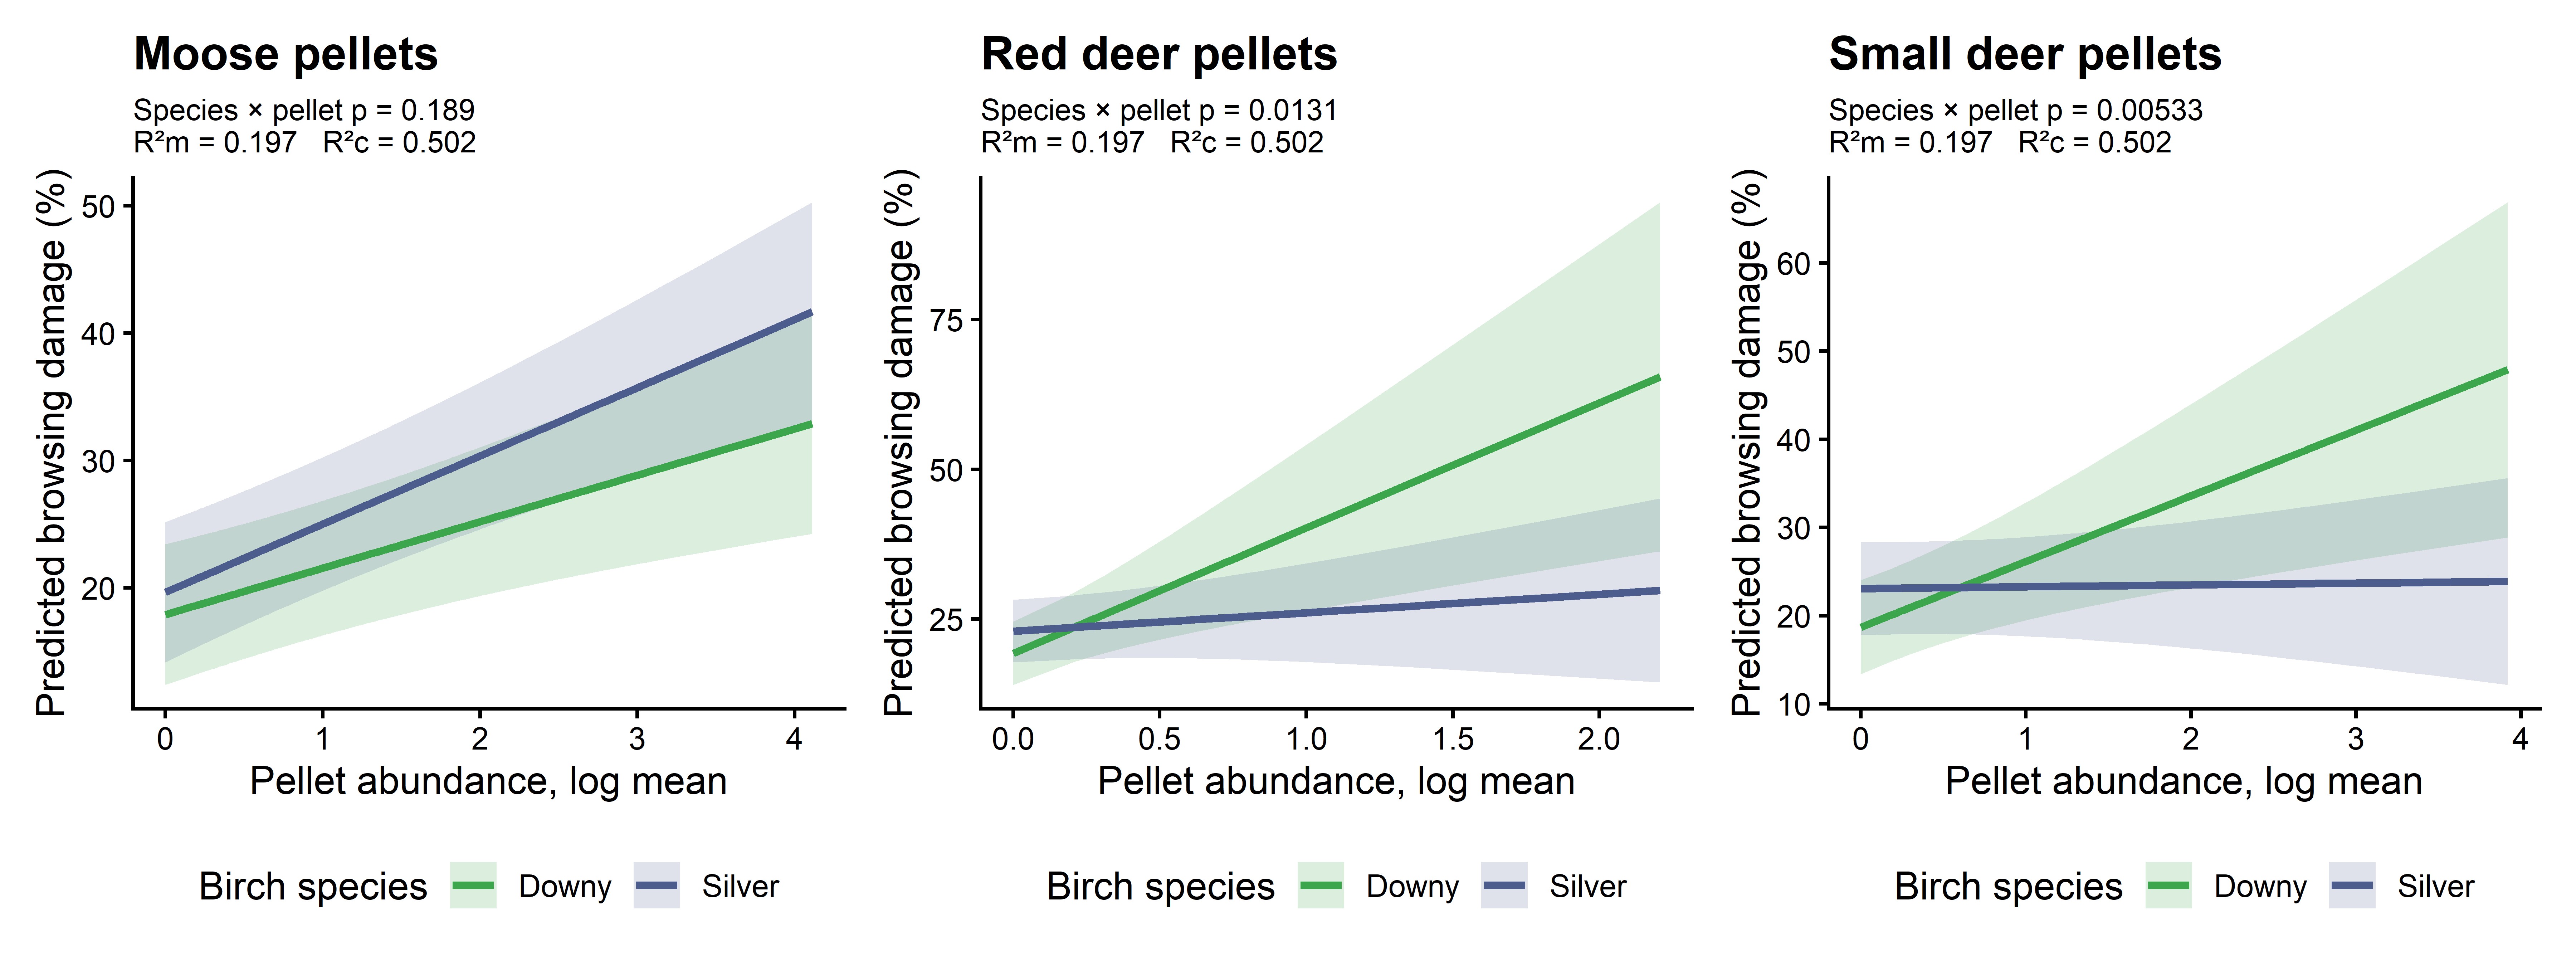 Moose pellets
Species × pellet p = 0.189
R²m = 0.197   R²c = 0.502
Predicted browsing damage (%)
50
40
30
20
0 1 2 3 4
Pellet abundance, log mean
Birch species Downy Silver
Red deer pellets
Species × pellet p = 0.0131
R²m = 0.197   R²c = 0.502
Predicted browsing damage (%)
75
50
25
0.0 0.5 1.0 1.5 2.0
Pellet abundance, log mean
Birch species Downy Silver
Small deer pellets
Species × pellet p = 0.00533
R²m = 0.197   R²c = 0.502
Predicted browsing damage (%)
60
50
40
30
20
10
0 1 2 3 4
Pellet abundance, log mean
Birch species Downy Silver